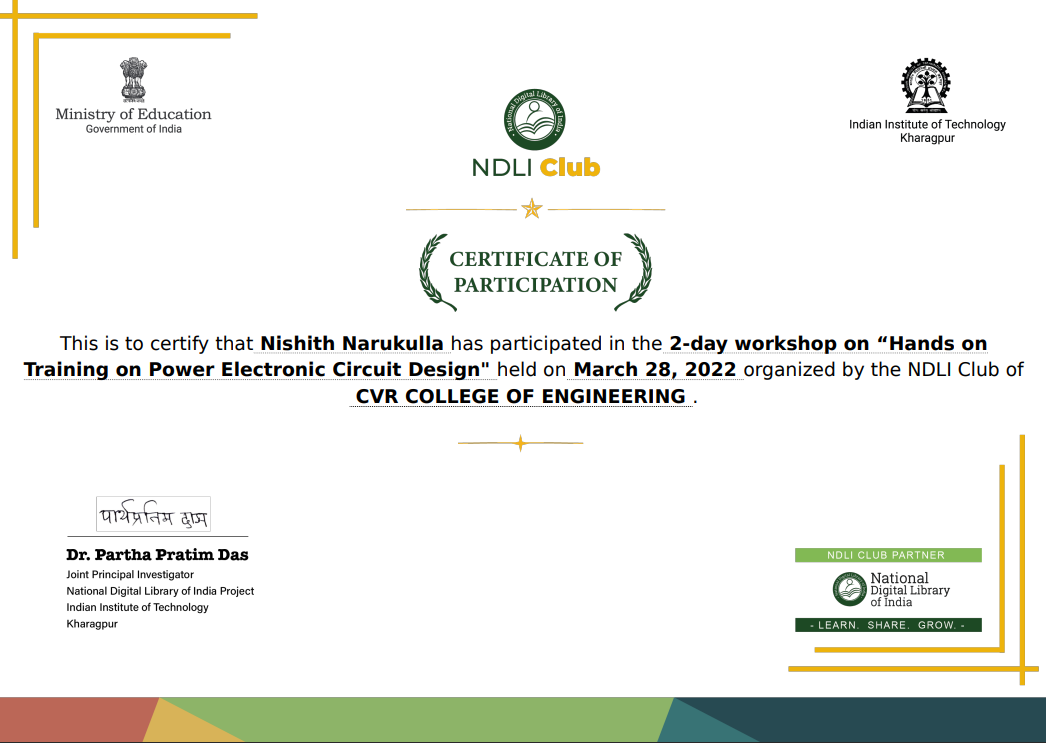 Ministry of Education
Government of India
National Digital Library of India
NDLI Club
Indian Institute of Technology
Kharagpur
CERTIFICATE OF
PARTICIPATION
This is to certify that Nishith Narukulla has participated in the 2-day workshop on “Hands on
Training on Power Electronic Circuit Design" held on March 28, 2022 organized by the NDLI Club of
CVR COLLEGE OF ENGINEERING .
पार्थप्रतिम दास
Dr. Partha Pratim Das
Joint Principal Investigator
National Digital Library of India Project
Indian Institute of Technology
Kharagpur
NDLI CLUB PARTNER
National
Digital Library
of India
- LEARN. SHARE. GROW. -